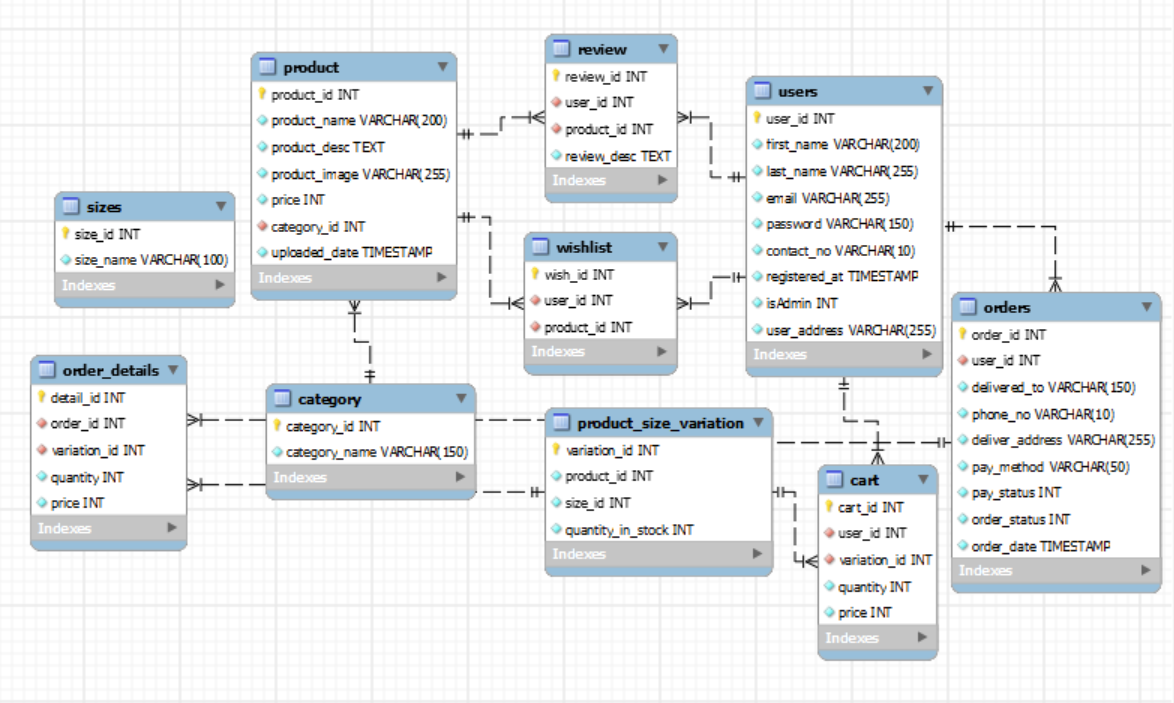 product
product_id INT
product_name VARCHAR(200)
product_desc TEXT
product_image VARCHAR(255)
price INT
category_id INT
uploaded_date TIMESTAMP
Indexes
review
review_id INT
user_id INT
product_id INT
review_desc TEXT
Indexes
users
user_id INT
first_name VARCHAR(200)
last_name VARCHAR(255)
email VARCHAR(255)
password VARCHAR(150)
contact_no VARCHAR(10)
registered_at TIMESTAMP
isAdmin INT
user_address VARCHAR(255)
Indexes
sizes
size_id INT
size_name VARCHAR(100)
Indexes
wishlist
wish_id INT
user_id INT
product_id INT
Indexes
orders
order_id INT
user_id INT
delivered_to VARCHAR(150)
phone_no VARCHAR(10)
deliver_address VARCHAR(255)
pay_method VARCHAR(50)
pay_status INT
order_status INT
order_date TIMESTAMP
Indexes
order_details
detail_id INT
order_id INT
variation_id INT
quantity INT
price INT
Indexes
category
category_id INT
category_name VARCHAR(150)
Indexes
product_size_variation
variation_id INT
product_id INT
size_id INT
quantity_in_stock INT
Indexes
cart
cart_id INT
user_id INT
variation_id INT
quantity INT
price INT
Indexes